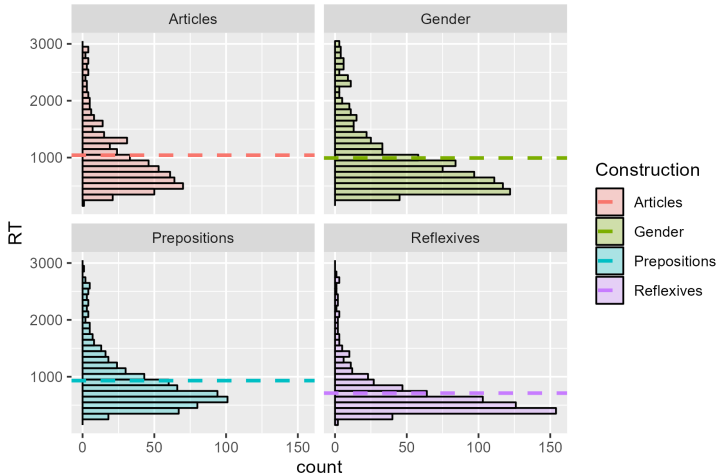 Articles
Gender
3000
2000
1000
RT
Prepositions
Reflexives
3000
2000
1000
0 50 100 150
0 50 100 150
count
Construction
Articles
Gender
Prepositions
Reflexives